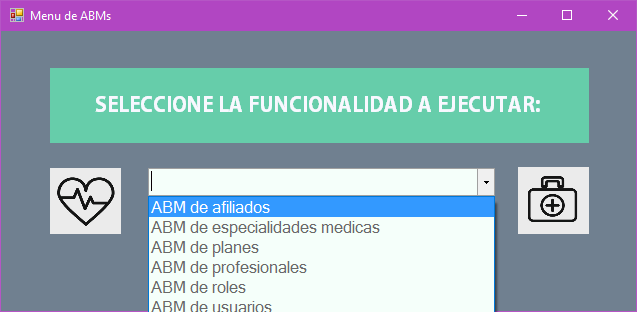 Menu de ABMs
SELECCIONE LA FUNCIONALIDAD A EJECUTAR:
ABM de afiliados
ABM de especialidades medicas
ABM de planes
ABM de profesionales
ABM de roles
ABM de usuarios